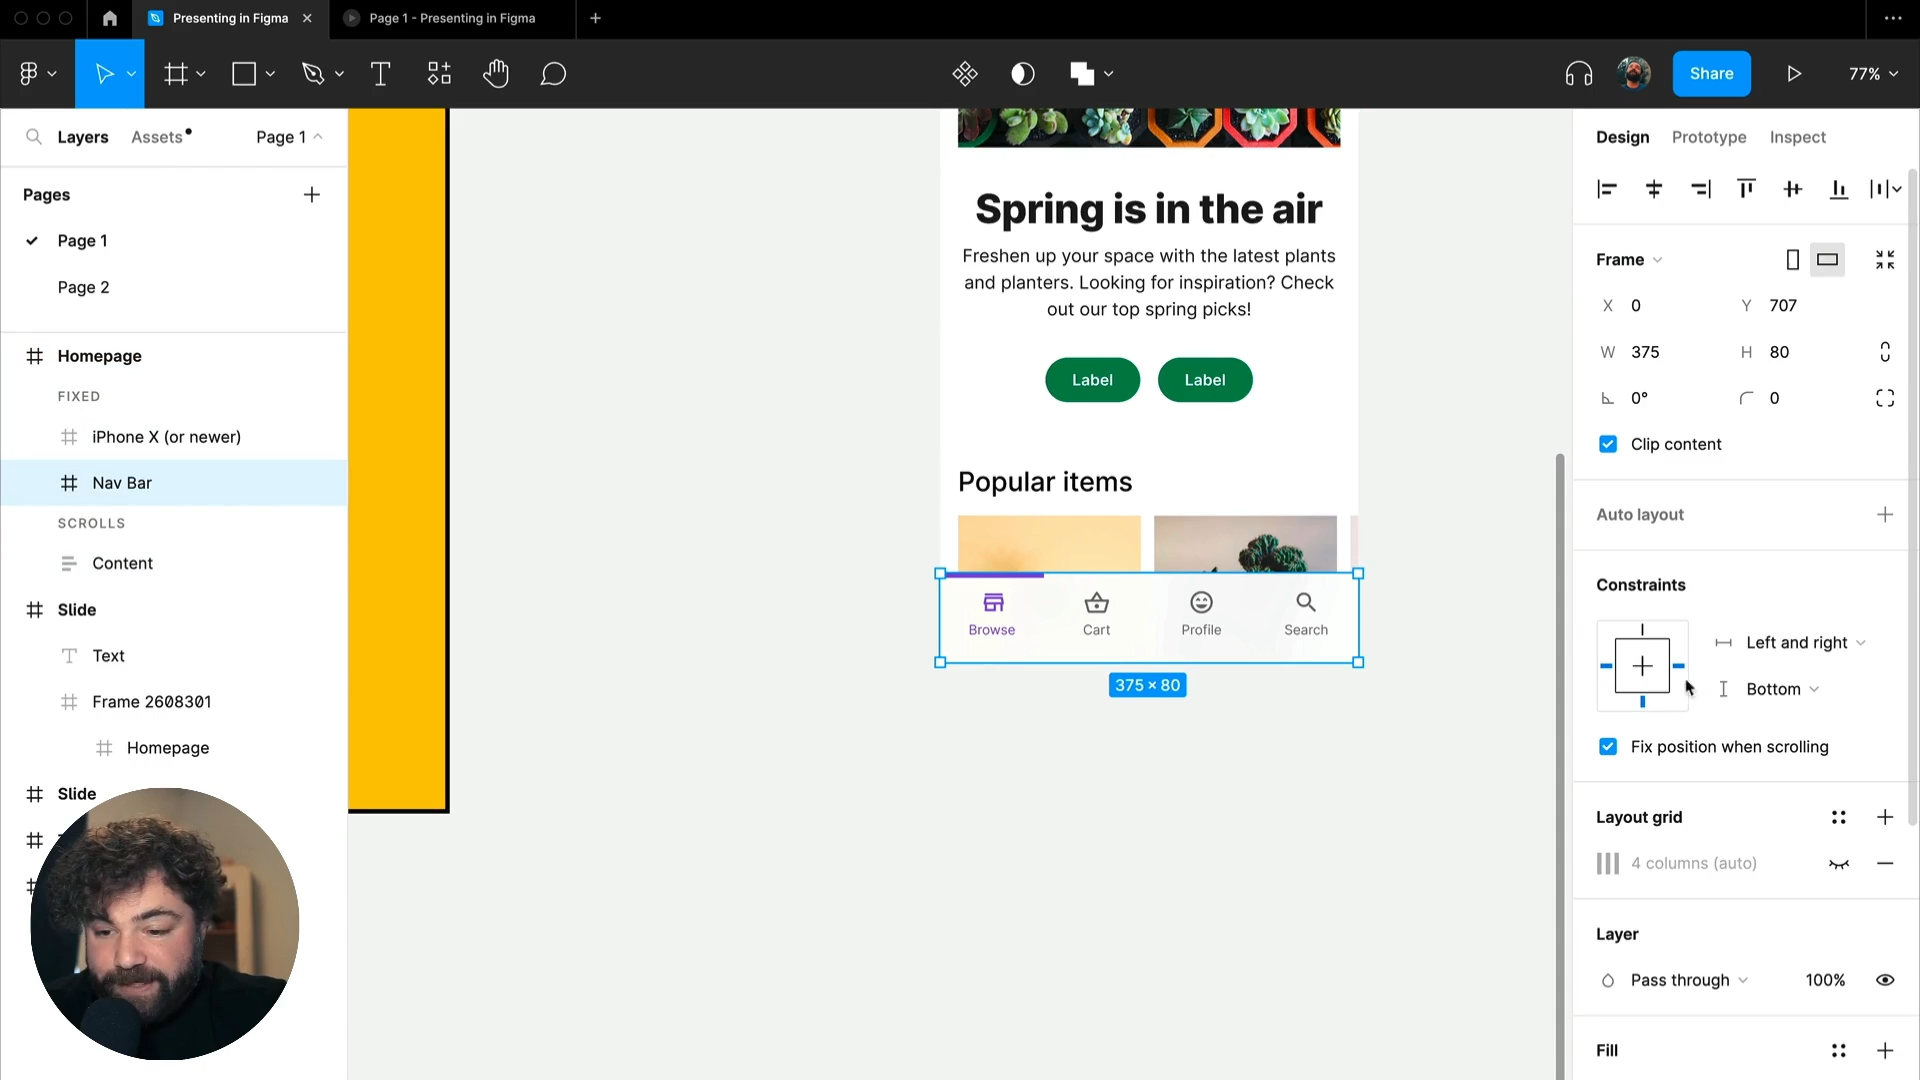 Presenting in Figma
Page 1 - Presenting in Figma
Share
77%
Layers
Assets
Page 1
Pages
Page 1
Page 2
Homepage
FIXED
iPhone X (or newer)
Nav Bar
SCROLLS
Content
Slide
Text
Frame 2608301
Homepage
Slide
Spring is in the air
Freshen up your space with the latest plants
and planters. Looking for inspiration? Check
out our top spring picks!
Label
Label
Popular items
Browse
Cart
Profile
Search
375 × 80
Design
Prototype
Inspect
Frame
X 0
Y 707
W 375
H 80
0°
0
Clip content
Auto layout
Constraints
Left and right
Bottom
Fix position when scrolling
Layout grid
4 columns (auto)
Layer
Pass through
100%
Fill